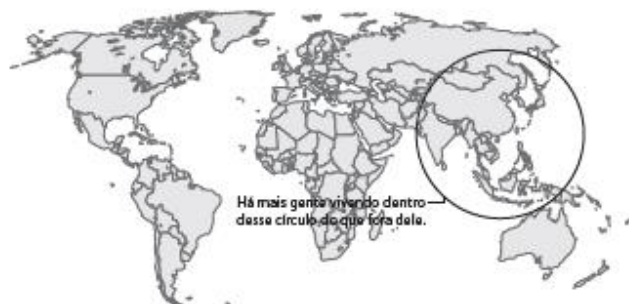 Há mais gente vivendo dentro
desse círculo do que fora dele.